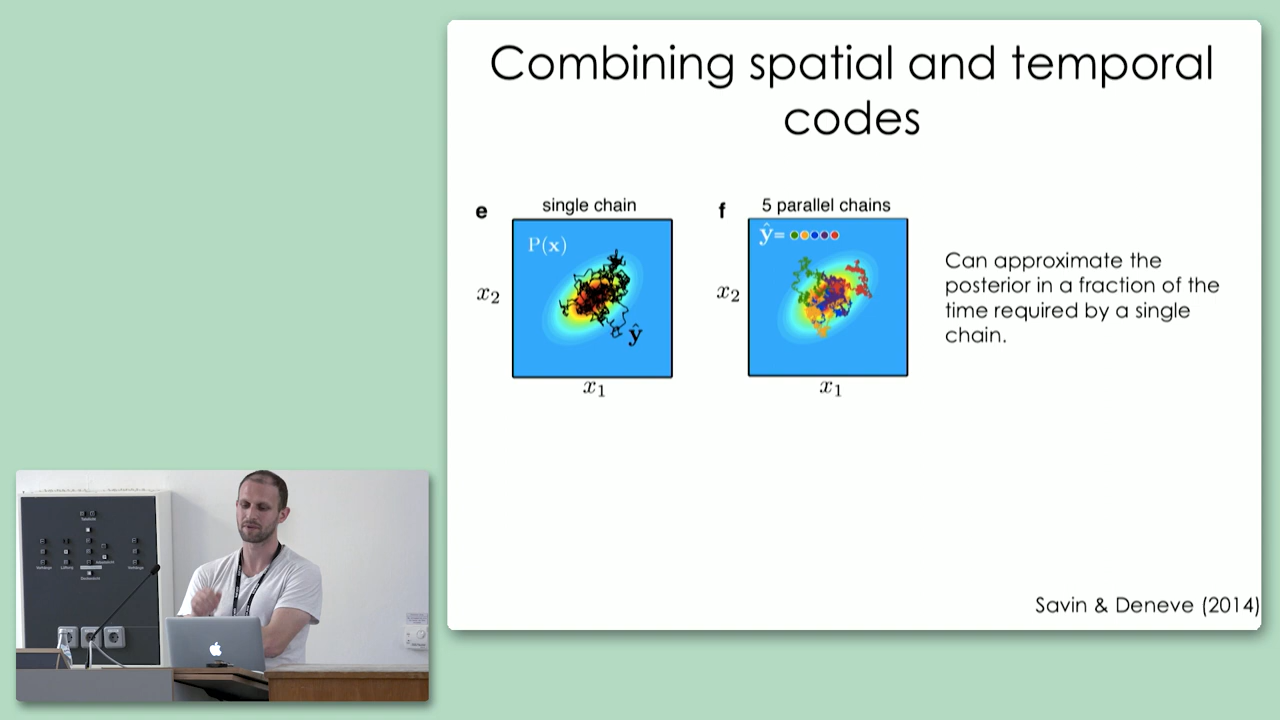 Combining spatial and temporal
codes
e
single chain
P(x)
x2
ŷ
x1
f
5 parallel chains
ŷ=
x2
x1
Can approximate the
posterior in a fraction of the
time required by a single
chain.
Savin & Deneve (2014)